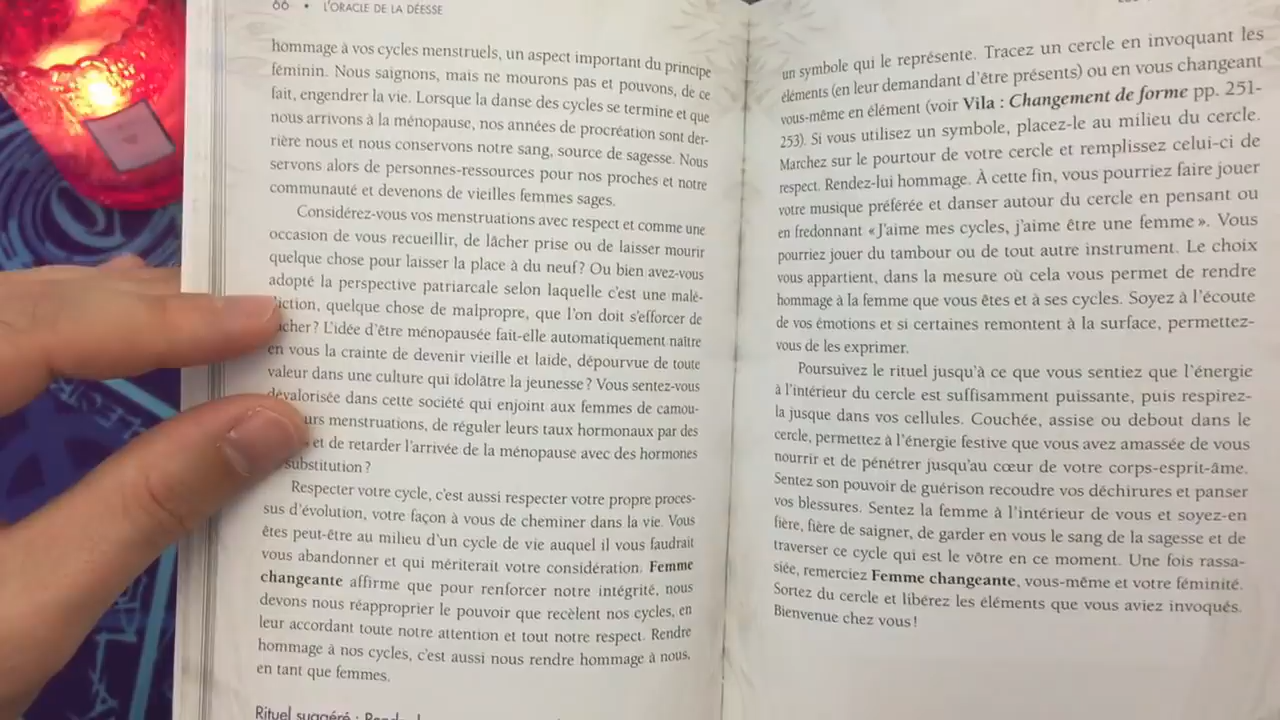 66 • L'ORACLE DE LA DÉESSE
hommage à vos cycles menstruels, un aspect important du principe
féminin. Nous saignons, mais ne mourons pas et pouvons, de ce
fait, engendrer la vie. Lorsque la danse des cycles se termine et que
nous arrivons à la ménopause, nos années de procréation sont der-
rière nous et nous conservons notre sang, source de sagesse. Nous
servons alors de personnes-ressources pour nos proches et notre
communauté et devenons de vieilles femmes sages.
Considérez-vous vos menstruations avec respect et comme une
occasion de vous recueillir, de lâcher prise ou de laisser mourir
quelque chose pour laisser la place à du neuf? Ou bien avez-vous
adopté la perspective patriarcale selon laquelle c'est une malé-
diction, quelque chose de malpropre, que l'on doit s'efforcer de
cacher? L'idée d'être ménopausée fait-elle automatiquement naître
en vous la crainte de devenir vieille et laide, dépourvue de toute
valeur dans une culture qui idolâtre la jeunesse? Vous sentez-vous
dévalorisée dans cette société qui enjoint aux femmes de camou-
urs menstruations, de réguler leurs taux hormonaux par des
et de retarder l'arrivée de la ménopause avec des hormones
substitution?
Respecter votre cycle, c'est aussi respecter votre propre proces-
sus d'évolution, votre façon à vous de cheminer dans la vie. Vous
êtes peut-être au milieu d'un cycle de vie auquel il vous faudrait
vous abandonner et qui mériterait votre considération. Femme
changeante affirme que pour renforcer notre intégrité, nous
devons nous réapproprier le pouvoir que recèlent nos cycles, en
leur accordant toute notre attention et tout notre respect. Rendre
hommage à nos cycles, c'est aussi nous rendre hommage à nous,
en tant que femmes.
Rituel suggéré :
un symbole qui le représente. Tracez un cercle en invoquant les
éléments (en leur demandant d'être présents) ou en vous changeant
vous-même en élément (voir Vila : Changement de forme pp. 251-
253). Si vous utilisez un symbole, placez-le au milieu du cercle.
Marchez sur le pourtour de votre cercle et remplissez celui-ci de
respect. Rendez-lui hommage. À cette fin, vous pourriez faire jouer
votre musique préférée et danser autour du cercle en pensant ou
en fredonnant «J'aime mes cycles, j'aime être une femme». Vous
pourriez jouer du tambour ou de tout autre instrument. Le choix
vous appartient, dans la mesure où cela vous permet de rendre
hommage à la femme que vous êtes et à ses cycles. Soyez à l'écoute
de vos émotions et si certaines remontent à la surface, permettez-
vous de les exprimer.
Poursuivez le rituel jusqu'à ce que vous sentiez que l'énergie
à l'intérieur du cercle est suffisamment puissante, puis respirez-
la jusque dans vos cellules. Couchée, assise ou debout dans le
cercle, permettez à l'énergie festive que vous avez amassée de vous
nourrir et de pénétrer jusqu'au cœur de votre corps-esprit-âme.
Sentez son pouvoir de guérison recoudre vos déchirures et panser
vos blessures. Sentez la femme à l'intérieur de vous et soyez-en
fière, fière de saigner, de garder en vous le sang de la sagesse et de
traverser ce cycle qui est le vôtre en ce moment. Une fois rassa-
siée, remerciez Femme changeante, vous-même et votre féminité.
Sortez du cercle et libérez les éléments que vous aviez invoqués.
Bienvenue chez vous!